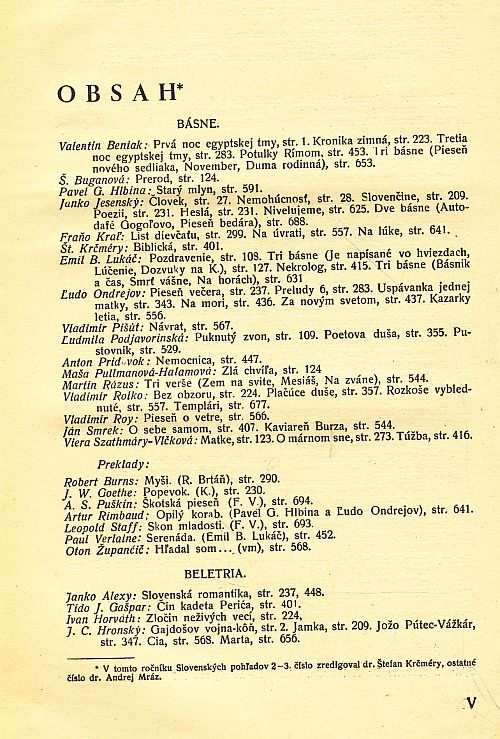 OBSAH*
BÁSNE.
Valentín Beniak: Prvá noc egyptskej tmy, str. 1. Kronika zimná, str. 223. Tretia
noc egyptskej tmy, str. 283. Potulky Rímom, str. 453. Tri básne (Pieseň
nového sedliaka, November, Duma rodinná), str. 653.
Š. Buganová: Prerod, str. 124.
Pavel G. Hlbina: Starý mlyn, str. 591.
Janko Jesenský: Človek, str. 27. Nemohúcnosť, str. 28. Slovenčine, str. 209.
Poezii, str. 231. Heslá, str. 231. Nivelujeme, str. 625. Dve básne (Auto-
dafé Gogoľovo, Pieseň bedára), str. 688.
Fraňo Kraľ: List dievčaťu, str. 299. Na úvrati, str. 557. Na lúke, str. 641.
Št. Krčméry: Biblická, str. 401.
Emil B. Lukáč: Pozdravenie, str. 108. Tri básne (Je napísané vo hviezdach,
Lúčenie, Dozvuky na K.), str. 127. Nekrolog, str. 415. Tri básne (Básnik
a čas, Smrť vášne, Na horách), str. 631
Ľudo Ondrejov: Pieseň večera, str. 237. Preludy 6, str. 283. Uspávanka jednej
matky, str. 343. Na mori, str. 436. Za novým svetom, str. 437. Kazarky
letia, str. 556.
Vladimír Pišút: Návrat, str. 567.
Ľudmila Podjavorinská: Puknutý zvon, str. 109. Poetova duša, str. 355. Pu-
stovník, str. 529.
Anton Prídavok: Nemocnica, str. 447.
Maša Pullmanová-Halamová: Zlá chvíľa, str. 124
Martin Rázus: Tri verše (Zem na svite, Mesiáš, Na zváne), str. 544.
Vladimír Rolko: Bez obzoru, str. 224. Plačúce duše, str. 357. Rozkoše vybled-
nuté, str. 557. Templári, str. 677.
Vladimír Roy: Pieseň o vetre, str. 566.
Ján Smrek: O sebe samom, str. 407. Kaviareň Burza, str. 544.
Viera Szathmáry-Vlčková: Matke, str. 123. O márnom sne, str. 273. Túžba, str. 416.
Preklady:
Robert Burns: Myši. (R. Brtáň), str. 290.
J. W. Goethe: Popevok. (K.), str. 230.
A. S. Puškin: Škotská pieseň (F. V.), str. 694.
Artur Rimbaud: Opilý korab. (Pavel G. Hlbina a Ľudo Ondrejov), str. 641.
Leopold Staff: Skon mladosti. (F. V.), str. 693.
Paul Verlaine: Serenáda. (Emil B. Lukáč), str. 452.
Oton Župančič: Hľadal som... (vm), str. 568.
BELETRIA.
Janko Alexy: Slovenská romantika, str. 237, 448.
Tido J. Gašpar: Čin kadeta Periča, str. 401.
Ivan Horváth: Zločin neživých vecí, str. 224,
J. C. Hronský: Gajdošov vojna-kôň, str. 2. Jamka, str. 209. Jožo Pútec-Vážkár,
str. 347. Cia, str. 568. Marta, str. 656.
* V tomto ročníku Slovenských pohľadov 2–3. číslo zredigoval dr. Štefan Krčméry, ostatné
číslo dr. Andrej Mráz.
V